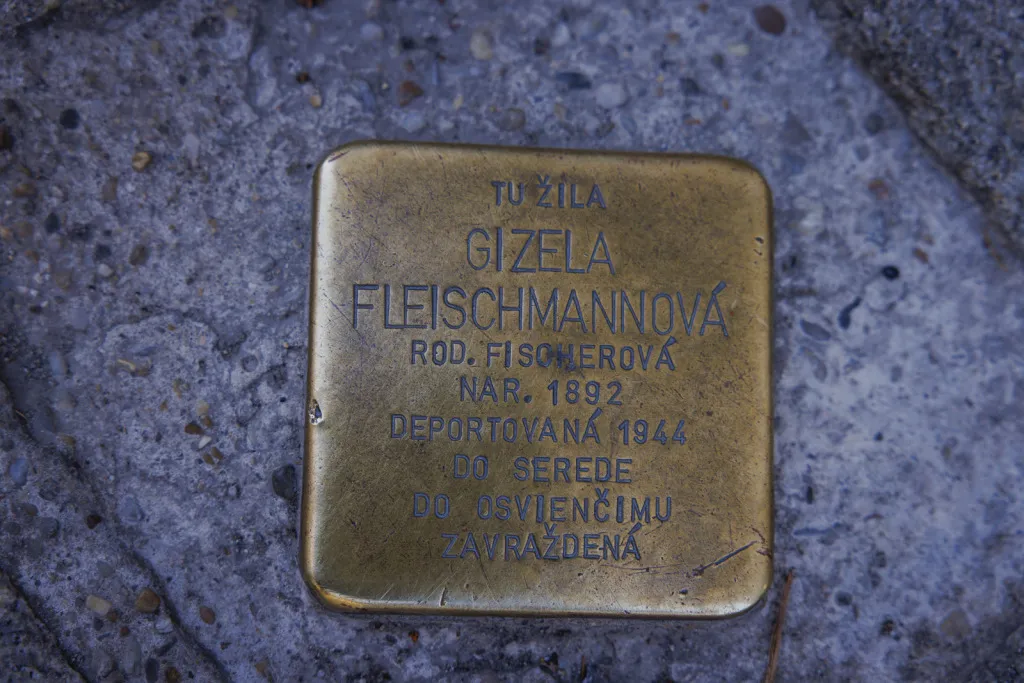 TU ŽILA
GIZELA
FLEISCHMANNOVÁ
ROD. FISCHEROVÁ
NAR. 1892
DEPORTOVANÁ 1944
DO SEREDE
DO OSVIENČIMU
ZAVRAŽDENÁ